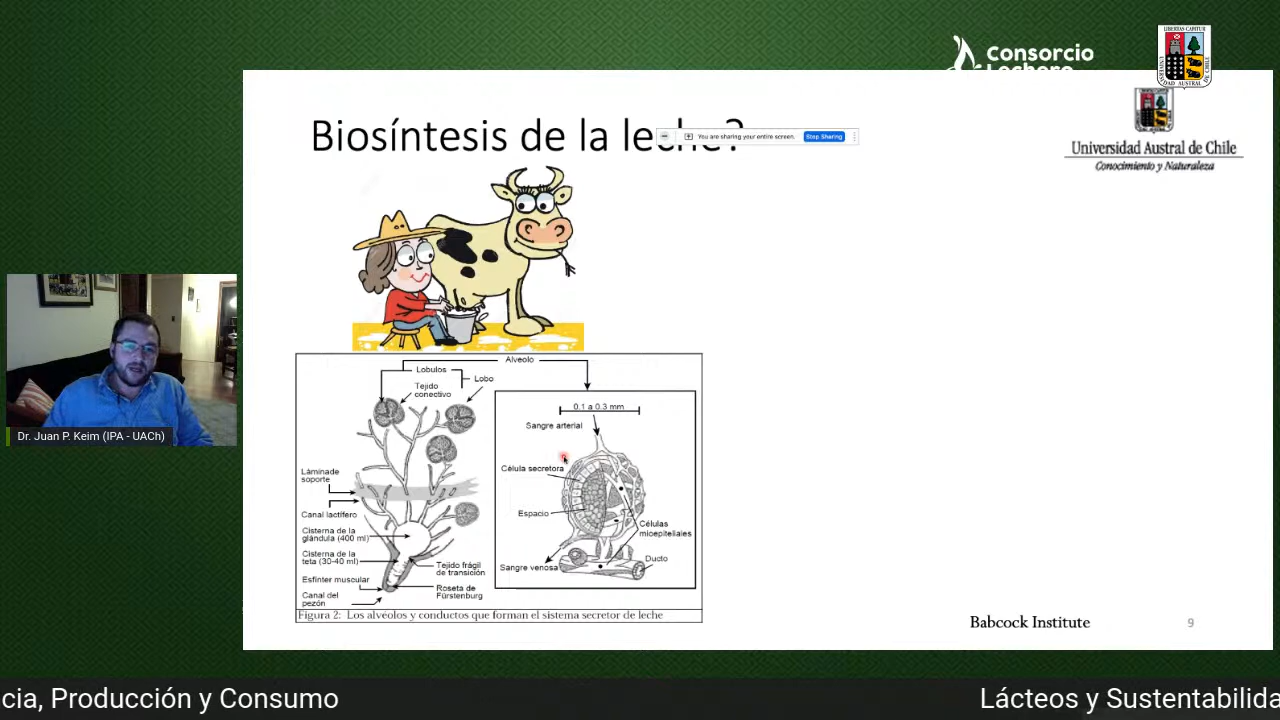 Consorcio
Lechero
LIBERTAS CAPITUR
Biosíntesis de la leche?
You are sharing your entire screen.
Stop Sharing
Universidad Austral de Chile
Conocimiento y Naturaleza
Alveolo
Lobulos
Lobo
Tejido
conectivo
0.1 a 0.3 mm
Sangre arterial
Célula secretora
Láminade
soporte
Espacio
Canal lactífero
Células
mioepiteliales
Cisterna de la
glándula (400 ml)
Cisterna de la
teta (30-40 ml)
Tejido frágil
de transición
Sangre venosa
Ducto
Esfínter muscular
Roseta de
Fürstenburg
Canal del
pezón
Figura 2: Los alvéolos y conductos que forman el sistema secretor de leche
Babcock Institute
9
Dr. Juan P. Keim (IPA - UACh)
cia, Producción y Consumo
Lácteos y Sustentabilida